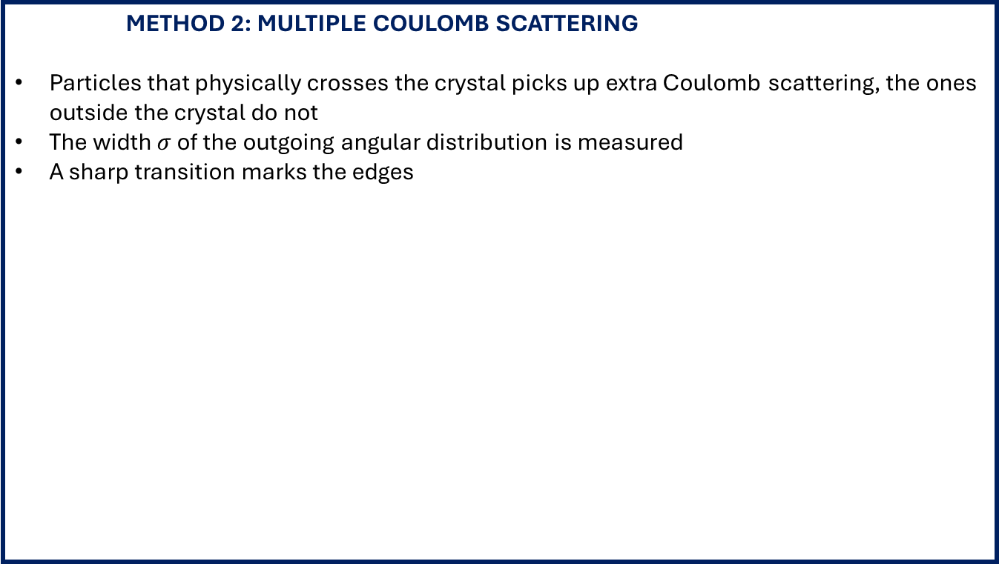 METHOD 2: MULTIPLE COULOMB SCATTERING
• Particles that physically crosses the crystal picks up extra Coulomb scattering, the ones
outside the crystal do not
• The width σ of the outgoing angular distribution is measured
• A sharp transition marks the edges